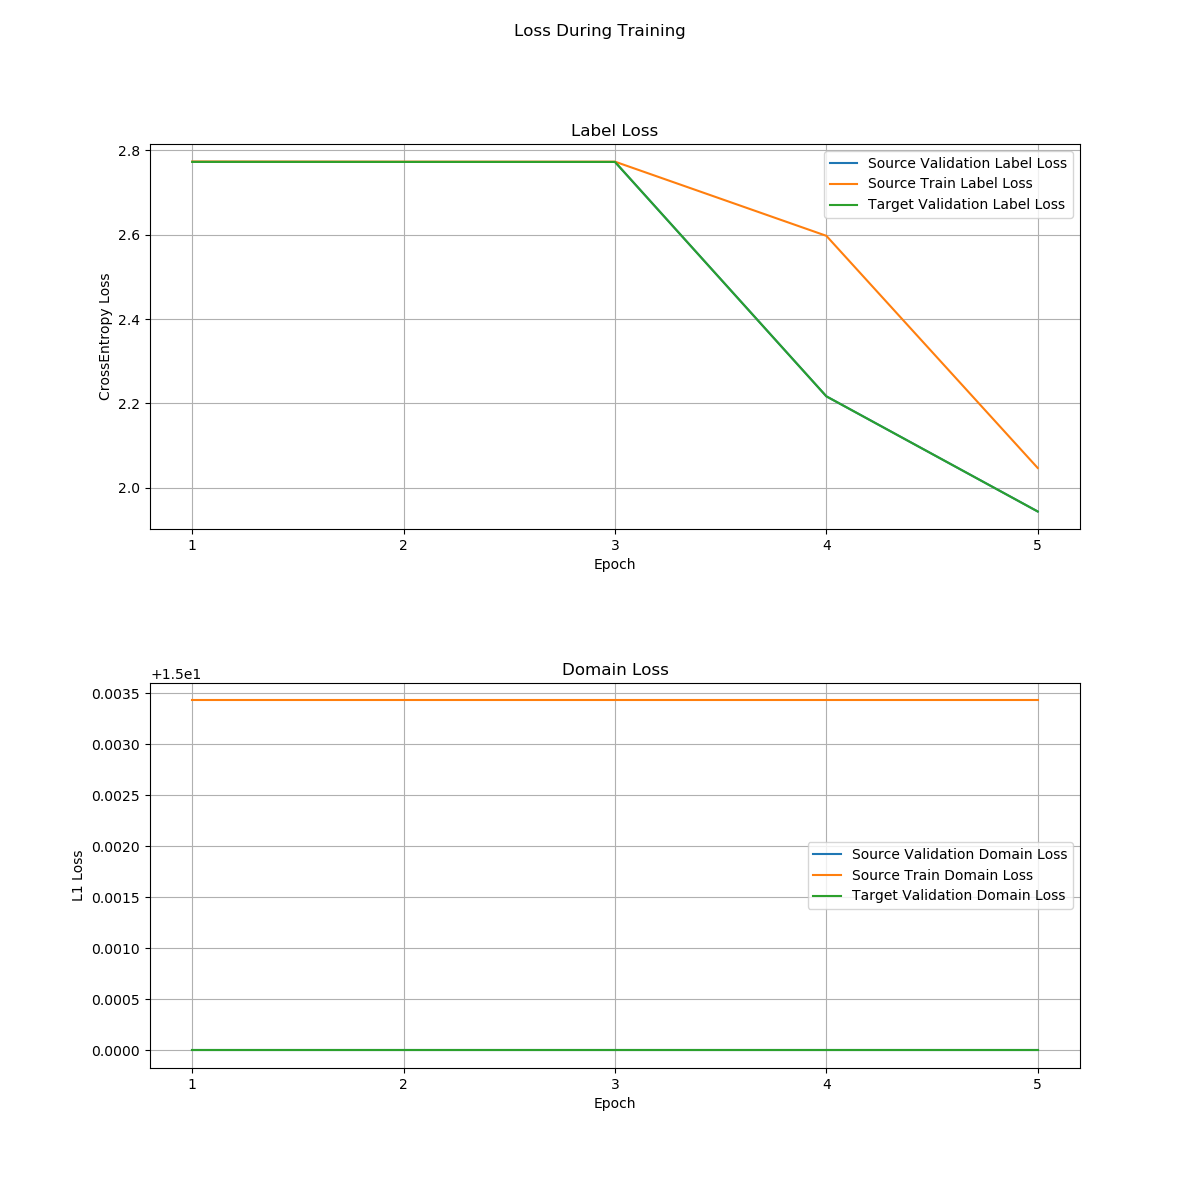 Loss During Training
Label Loss
2.8
2.6
2.4
2.2
2.0
CrossEntropy Loss
Source Validation Label Loss
Source Train Label Loss
Target Validation Label Loss
1 2 3 4 5
Epoch
Domain Loss
+1.5e1
0.0035
0.0030
0.0025
0.0020
0.0015
0.0010
0.0005
0.0000
L1 Loss
Source Validation Domain Loss
Source Train Domain Loss
Target Validation Domain Loss
1 2 3 4 5
Epoch